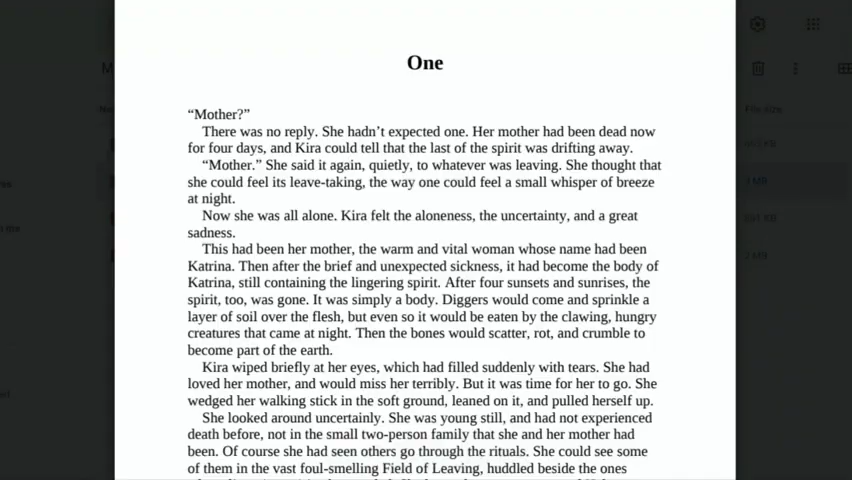 One
“Mother?”
There was no reply. She hadn’t expected one. Her mother had been dead now
for four days, and Kira could tell that the last of the spirit was drifting away.
“Mother.” She said it again, quietly, to whatever was leaving. She thought that
she could feel its leave-taking, the way one could feel a small whisper of breeze
at night.
Now she was all alone. Kira felt the aloneness, the uncertainty, and a great
sadness.
This had been her mother, the warm and vital woman whose name had been
Katrina. Then after the brief and unexpected sickness, it had become the body of
Katrina, still containing the lingering spirit. After four sunsets and sunrises, the
spirit, too, was gone. It was simply a body. Diggers would come and sprinkle a
layer of soil over the flesh, but even so it would be eaten by the clawing, hungry
creatures that came at night. Then the bones would scatter, rot, and crumble to
become part of the earth.
Kira wiped briefly at her eyes, which had filled suddenly with tears. She had
loved her mother, and would miss her terribly. But it was time for her to go. She
wedged her walking stick in the soft ground, leaned on it, and pulled herself up.
She looked around uncertainly. She was young still, and had not experienced
death before, not in the small two-person family that she and her mother had
been. Of course she had seen others go through the rituals. She could see some
of them in the vast foul-smelling Field of Leaving, huddled beside the ones
File size